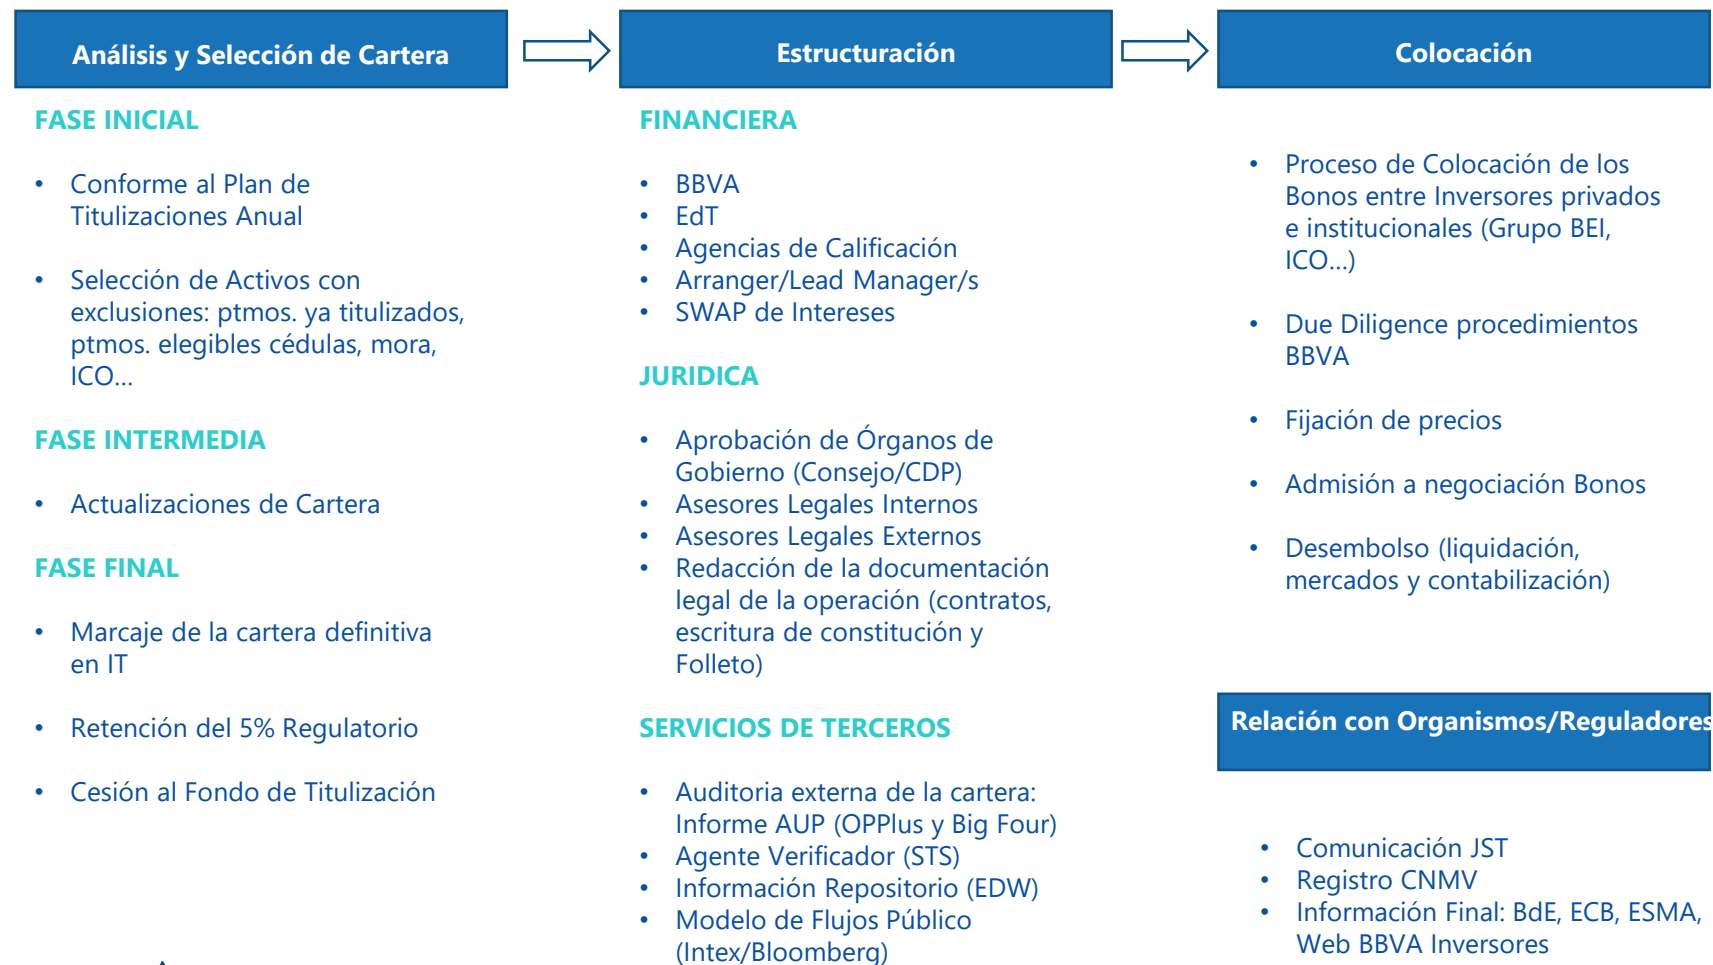 Análisis y Selección de Cartera
FASE INICIAL
• Conforme al Plan de
Titulizaciones Anual
• Selección de Activos con
exclusiones: ptmos. ya titulizados,
ptmos. elegibles cédulas, mora,
ICO...
FASE INTERMEDIA
• Actualizaciones de Cartera
FASE FINAL
• Marcaje de la cartera definitiva
en IT
• Retención del 5% Regulatorio
• Cesión al Fondo de Titulización
Estructuración
FINANCIERA
• BBVA
• EdT
• Agencias de Calificación
• Arranger/Lead Manager/s
• SWAP de Intereses
JURIDICA
• Aprobación de Órganos de
Gobierno (Consejo/CDP)
• Asesores Legales Internos
• Asesores Legales Externos
• Redacción de la documentación
legal de la operación (contratos,
escritura de constitución y
Folleto)
SERVICIOS DE TERCEROS
• Auditoria externa de la cartera:
Informe AUP (OPPlus y Big Four)
• Agente Verificador (STS)
• Información Repositorio (EDW)
• Modelo de Flujos Público
(Intex/Bloomberg)
Colocación
• Proceso de Colocación de los
Bonos entre Inversores privados
e institucionales (Grupo BEI,
ICO...)
• Due Diligence procedimientos
BBVA
• Fijación de precios
• Admisión a negociación Bonos
• Desembolso (liquidación,
mercados y contabilización)
Relación con Organismos/Reguladores
• Comunicación JST
• Registro CNMV
• Información Final: BdE, ECB, ESMA,
Web BBVA Inversores